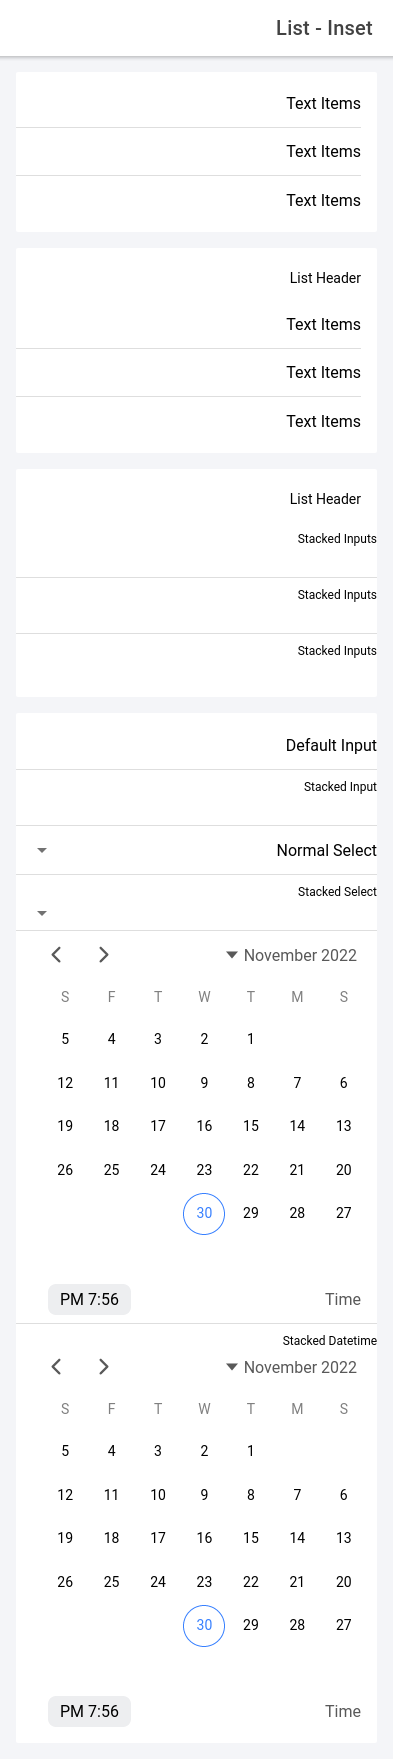 List - Inset
Text Items
Text Items
Text Items
List Header
Text Items
Text Items
Text Items
List Header
Stacked Inputs
Stacked Inputs
Stacked Inputs
Default Input
Stacked Input
Normal Select
Stacked Select
November 2022
S F T W T M S
5 4 3 2 1
12 11 10 9 8 7 6
19 18 17 16 15 14 13
26 25 24 23 22 21 20
30 29 28 27
PM 7:56 Time
Stacked Datetime
November 2022
S F T W T M S
5 4 3 2 1
12 11 10 9 8 7 6
19 18 17 16 15 14 13
26 25 24 23 22 21 20
30 29 28 27
PM 7:56 Time